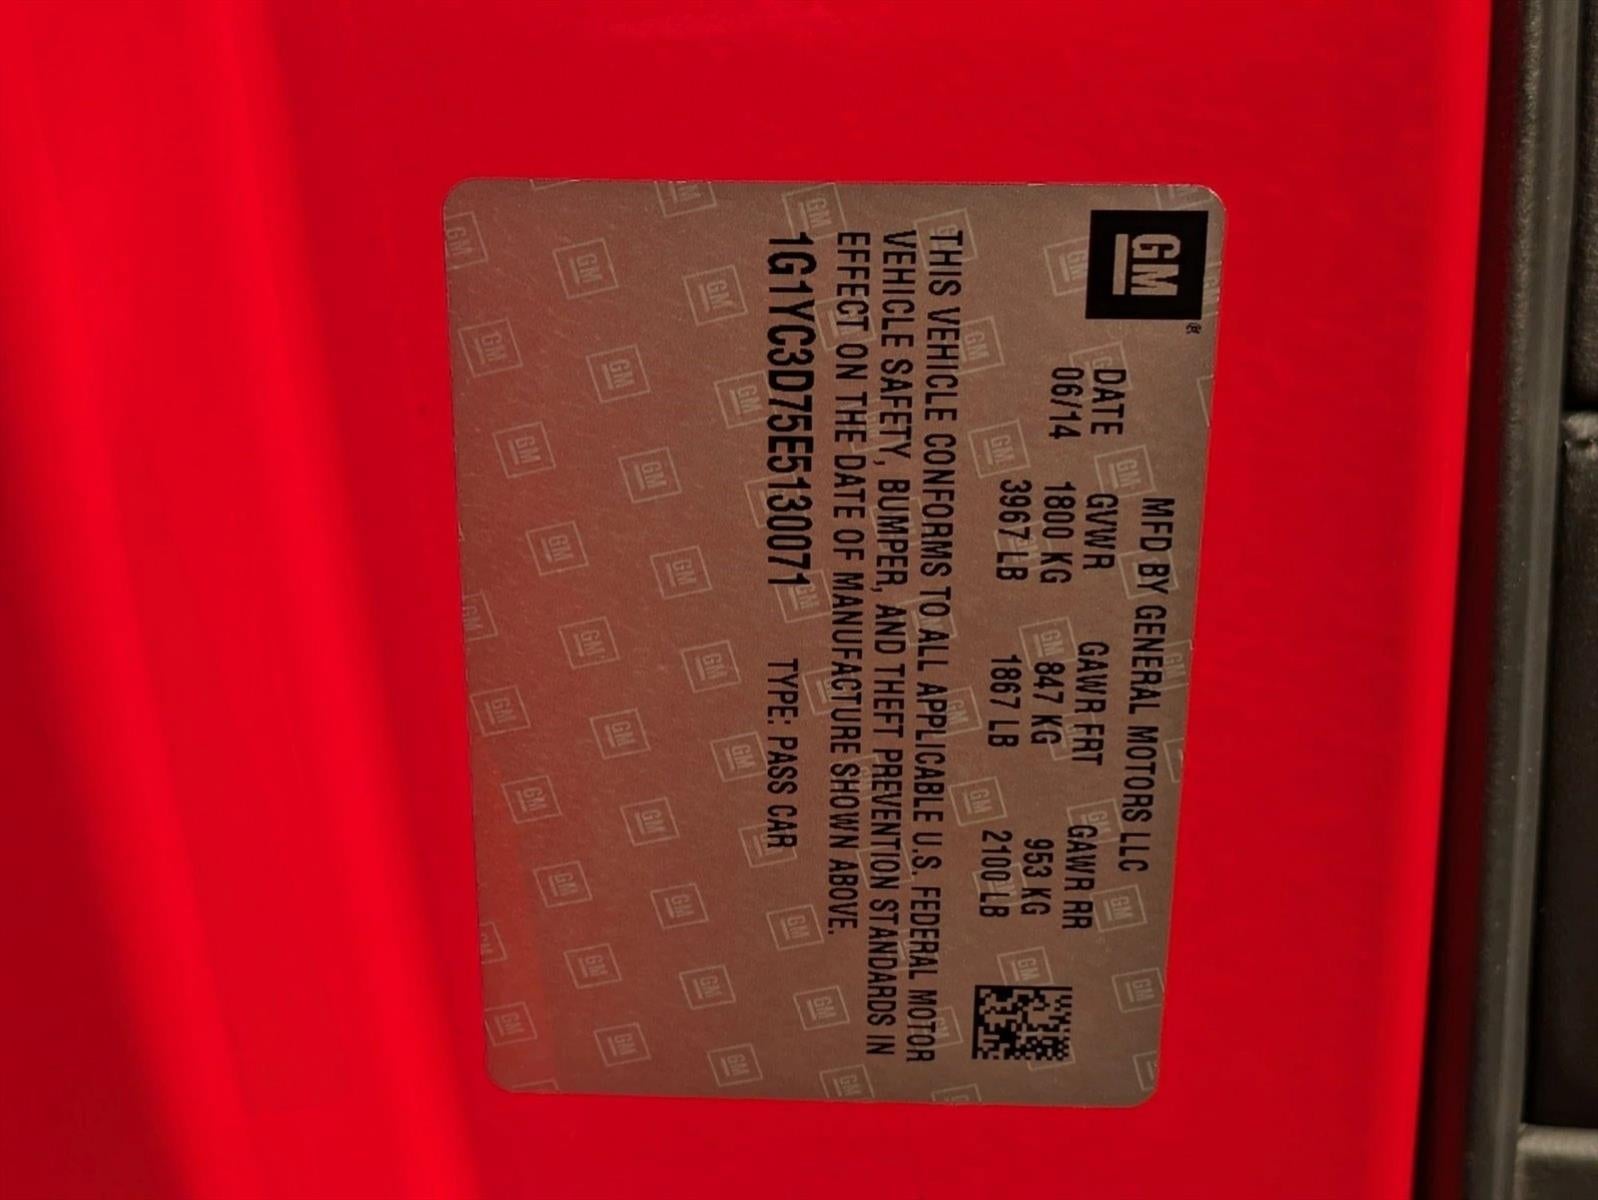 GM ®
MFD BY GENERAL MOTORS LLC
DATE GVWR GAWR FRT GAWR RR
06/14 1800 KG 847 KG 953 KG
3967 LB 1867 LB 2100 LB
THIS VEHICLE CONFORMS TO ALL APPLICABLE U.S. FEDERAL MOTOR
VEHICLE SAFETY, BUMPER, AND THEFT PREVENTION STANDARDS IN
EFFECT ON THE DATE OF MANUFACTURE SHOWN ABOVE.
1G1YC3D75E5130071 TYPE: PASS CAR